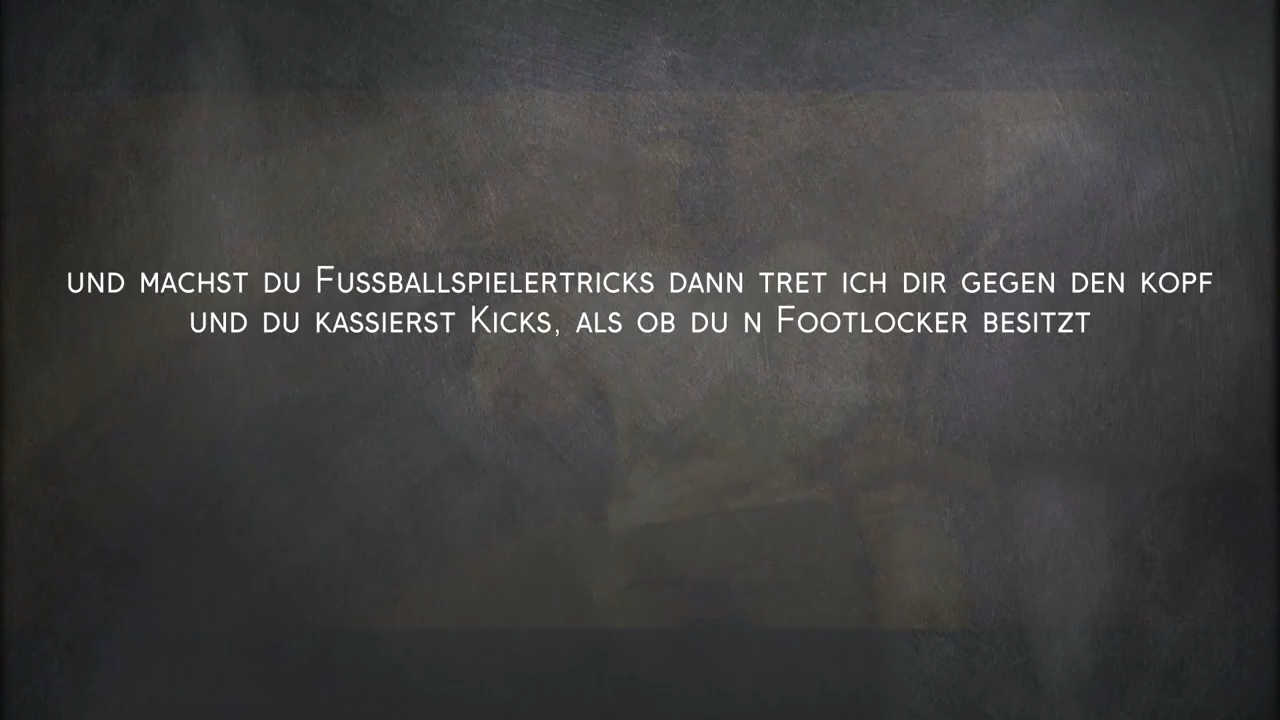 und machst du Fussballspielertricks dann tret ich dir gegen den kopf
und du kassierst Kicks, als ob du n Footlocker besitzt